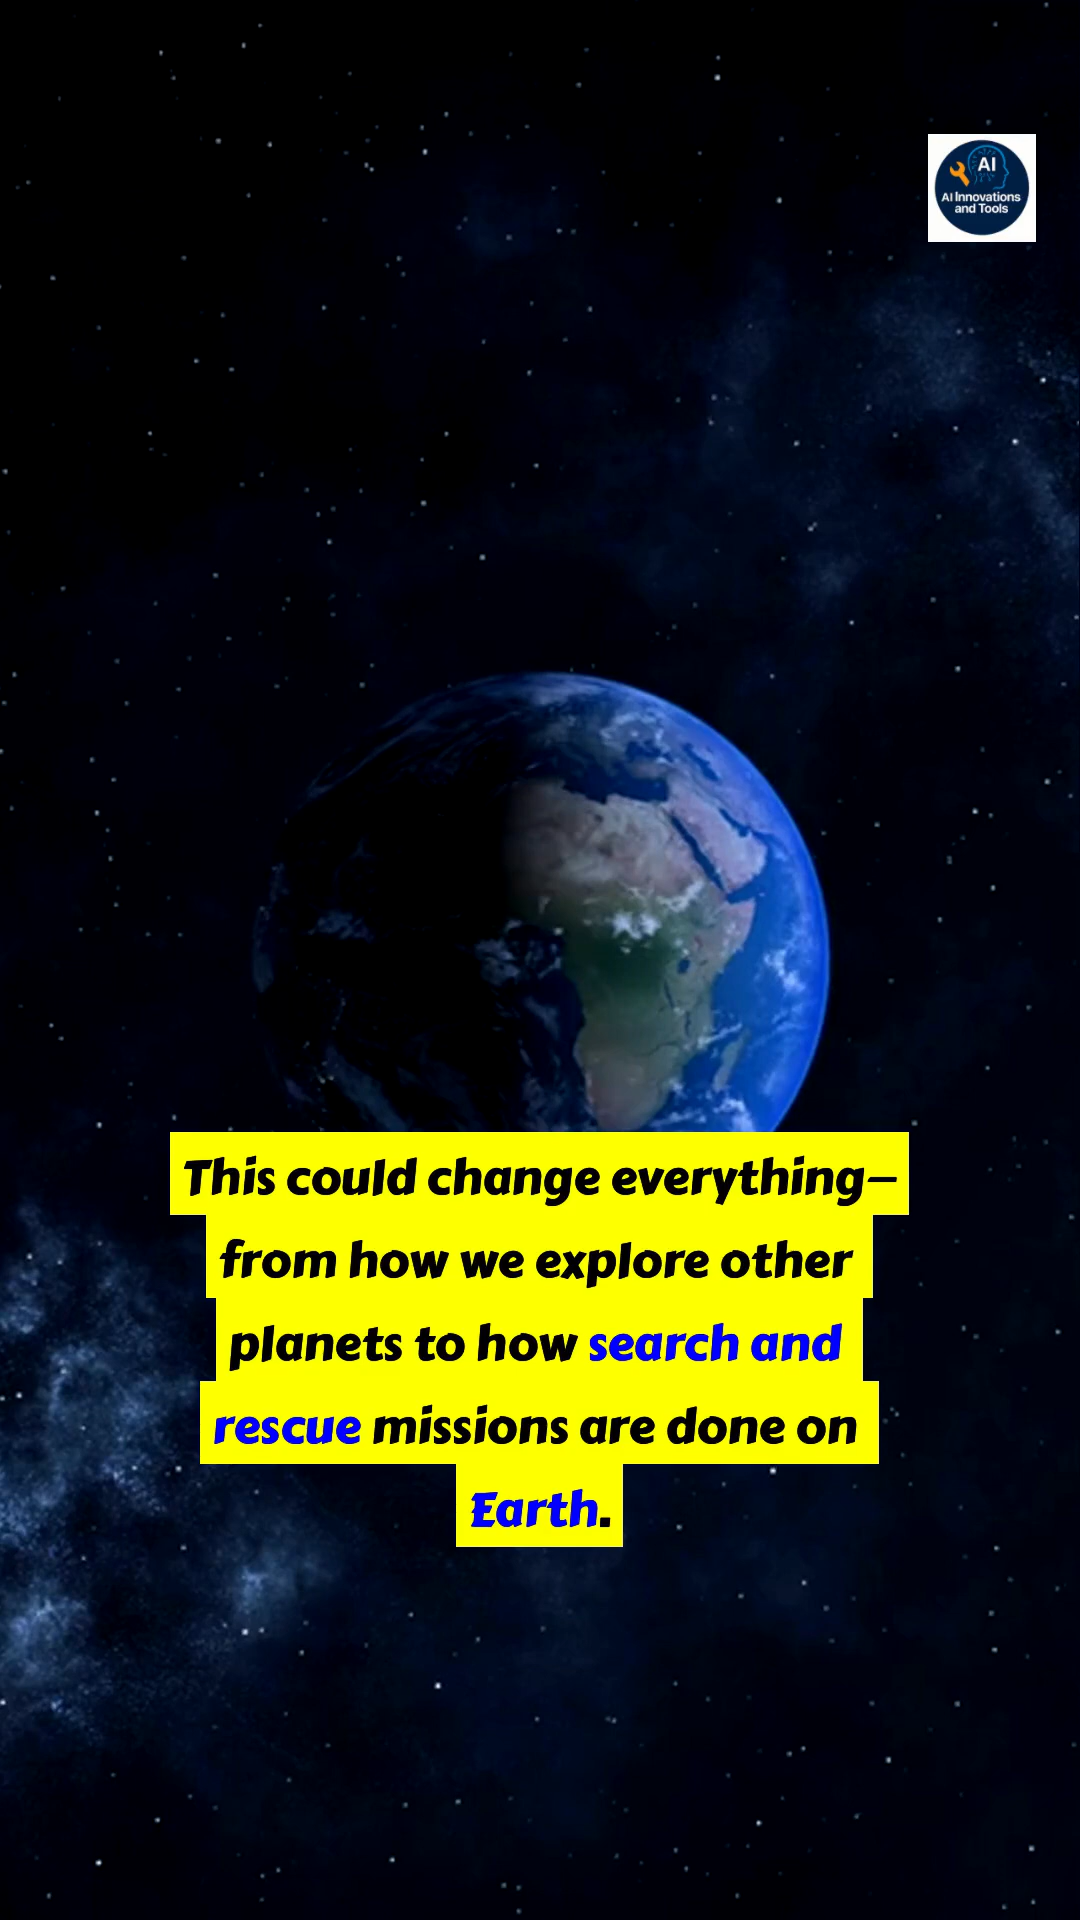 AI
AI Innovations
and Tools
This could change everything—
from how we explore other
planets to how search and
rescue missions are done on
Earth.